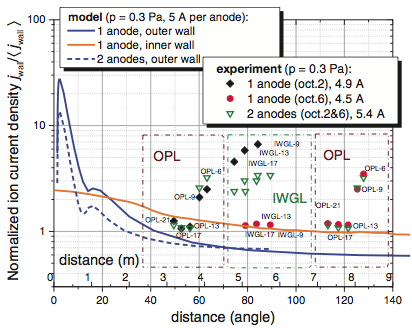 model (p = 0.3 Pa, 5 A per anode):
1 anode, outer wall
1 anode, inner wall
2 anodes, outer wall
experiment (p = 0.3 Pa):
1 anode (oct.2), 4.9 A
1 anode (oct.6), 4.5 A
2 anodes (oct.2&6), 5.4 A
Normalized ion current density j wall /⟨ j wall ⟩
100
10
1
OPL
IWGL
OPL
OPL-6
OPL-9
OPL-21
OPL-13
OPL-17
IWGL-9
IWGL-13
IWGL-17
IWGL-13
IWGL-17
IWGL-9
OPL-6
OPL-9
OPL-21
OPL-13
OPL-17
distance (m)
0 1 2 3 4 5 6 7 8 9
0 20 40 60 80 100 120 140
distance (angle)